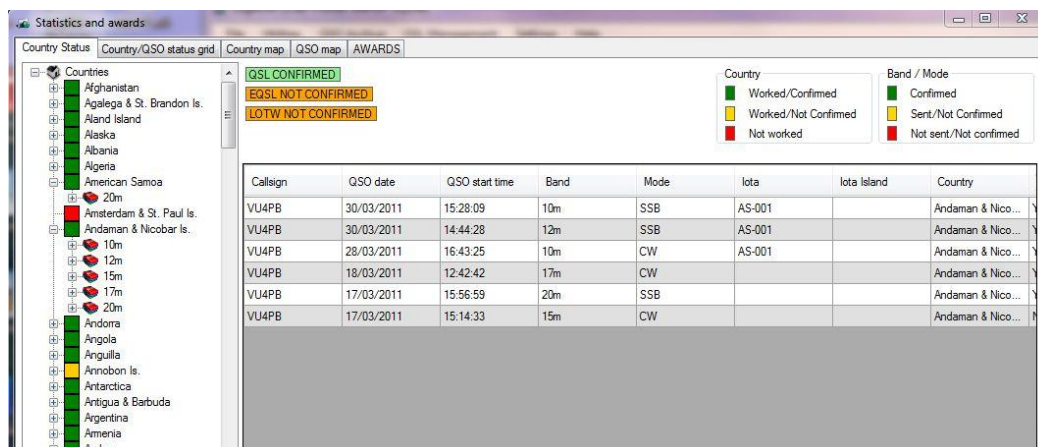 Statistics and awards
Country Status Country/QSO status grid Country map QSO map AWARDS
Countries
Afghanistan
Agalega & St. Brandon Is.
Aland Island
Alaska
Albania
Algeria
American Samoa
20m
Amsterdam & St. Paul Is.
Andaman & Nicobar Is.
10m
12m
15m
17m
20m
Andorra
Angola
Anguilla
Annobon Is.
Antarctica
Antigua & Barbuda
Argentina
Armenia
QSL CONFIRMED
EQSL NOT CONFIRMED
LOTW NOT CONFIRMED
Country
Worked/Confirmed
Worked/Not Confirmed
Not worked
Band / Mode
Confirmed
Sent/Not Confirmed
Not sent/Not confirmed
Callsign QSO date QSO start time Band Mode Iota Iota Island Country
VU4PB 30/03/2011 15:28:09 10m SSB AS-001 Andaman & Nico...
VU4PB 30/03/2011 14:44:28 12m SSB AS-001 Andaman & Nico...
VU4PB 28/03/2011 16:43:25 10m CW AS-001 Andaman & Nico...
VU4PB 18/03/2011 12:42:42 17m CW Andaman & Nico...
VU4PB 17/03/2011 15:56:59 20m SSB Andaman & Nico...
VU4PB 17/03/2011 15:14:33 15m CW Andaman & Nico...